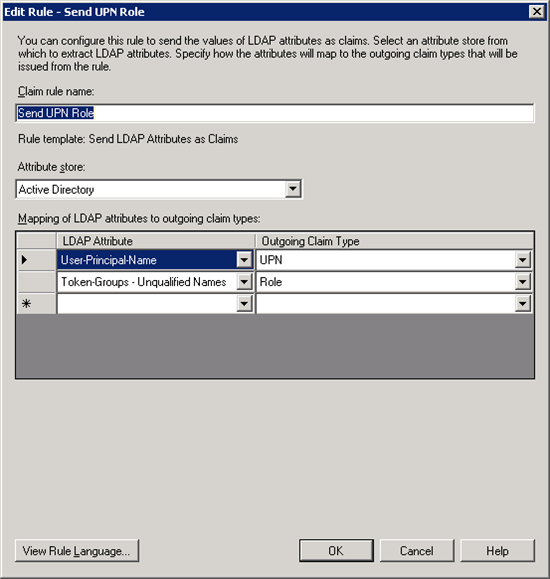 Edit Rule - Send UPN Role
You can configure this rule to send the values of LDAP attributes as claims. Select an attribute store from
which to extract LDAP attributes. Specify how the attributes will map to the outgoing claim types that will be
issued from the rule.
Claim rule name:
Send UPN Role
Rule template: Send LDAP Attributes as Claims
Attribute store:
Active Directory
Mapping of LDAP attributes to outgoing claim types:
LDAP Attribute Outgoing Claim Type
User-Principal-Name UPN
Token-Groups - Unqualified Names Role
View Rule Language... OK Cancel Help